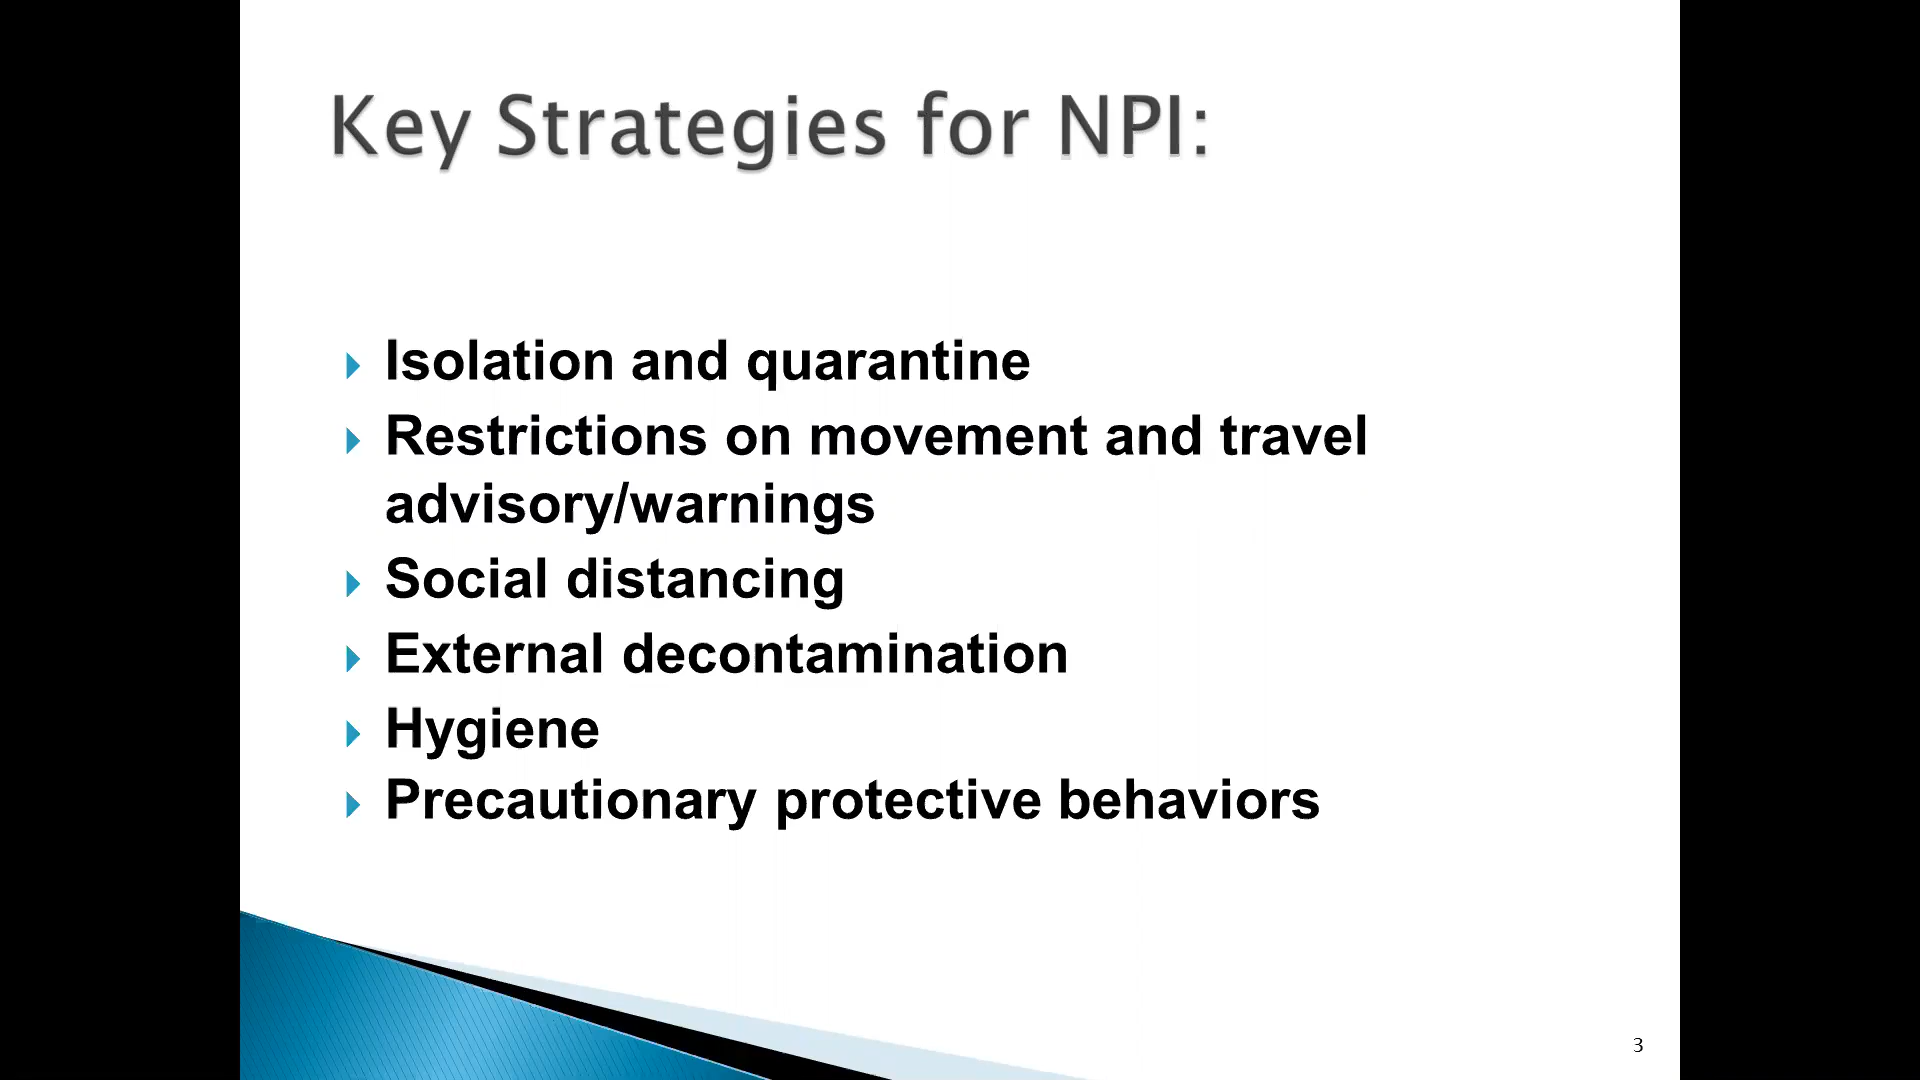 Key Strategies for NPI:
Isolation and quarantine
Restrictions on movement and travel
advisory/warnings
Social distancing
External decontamination
Hygiene
Precautionary protective behaviors
3